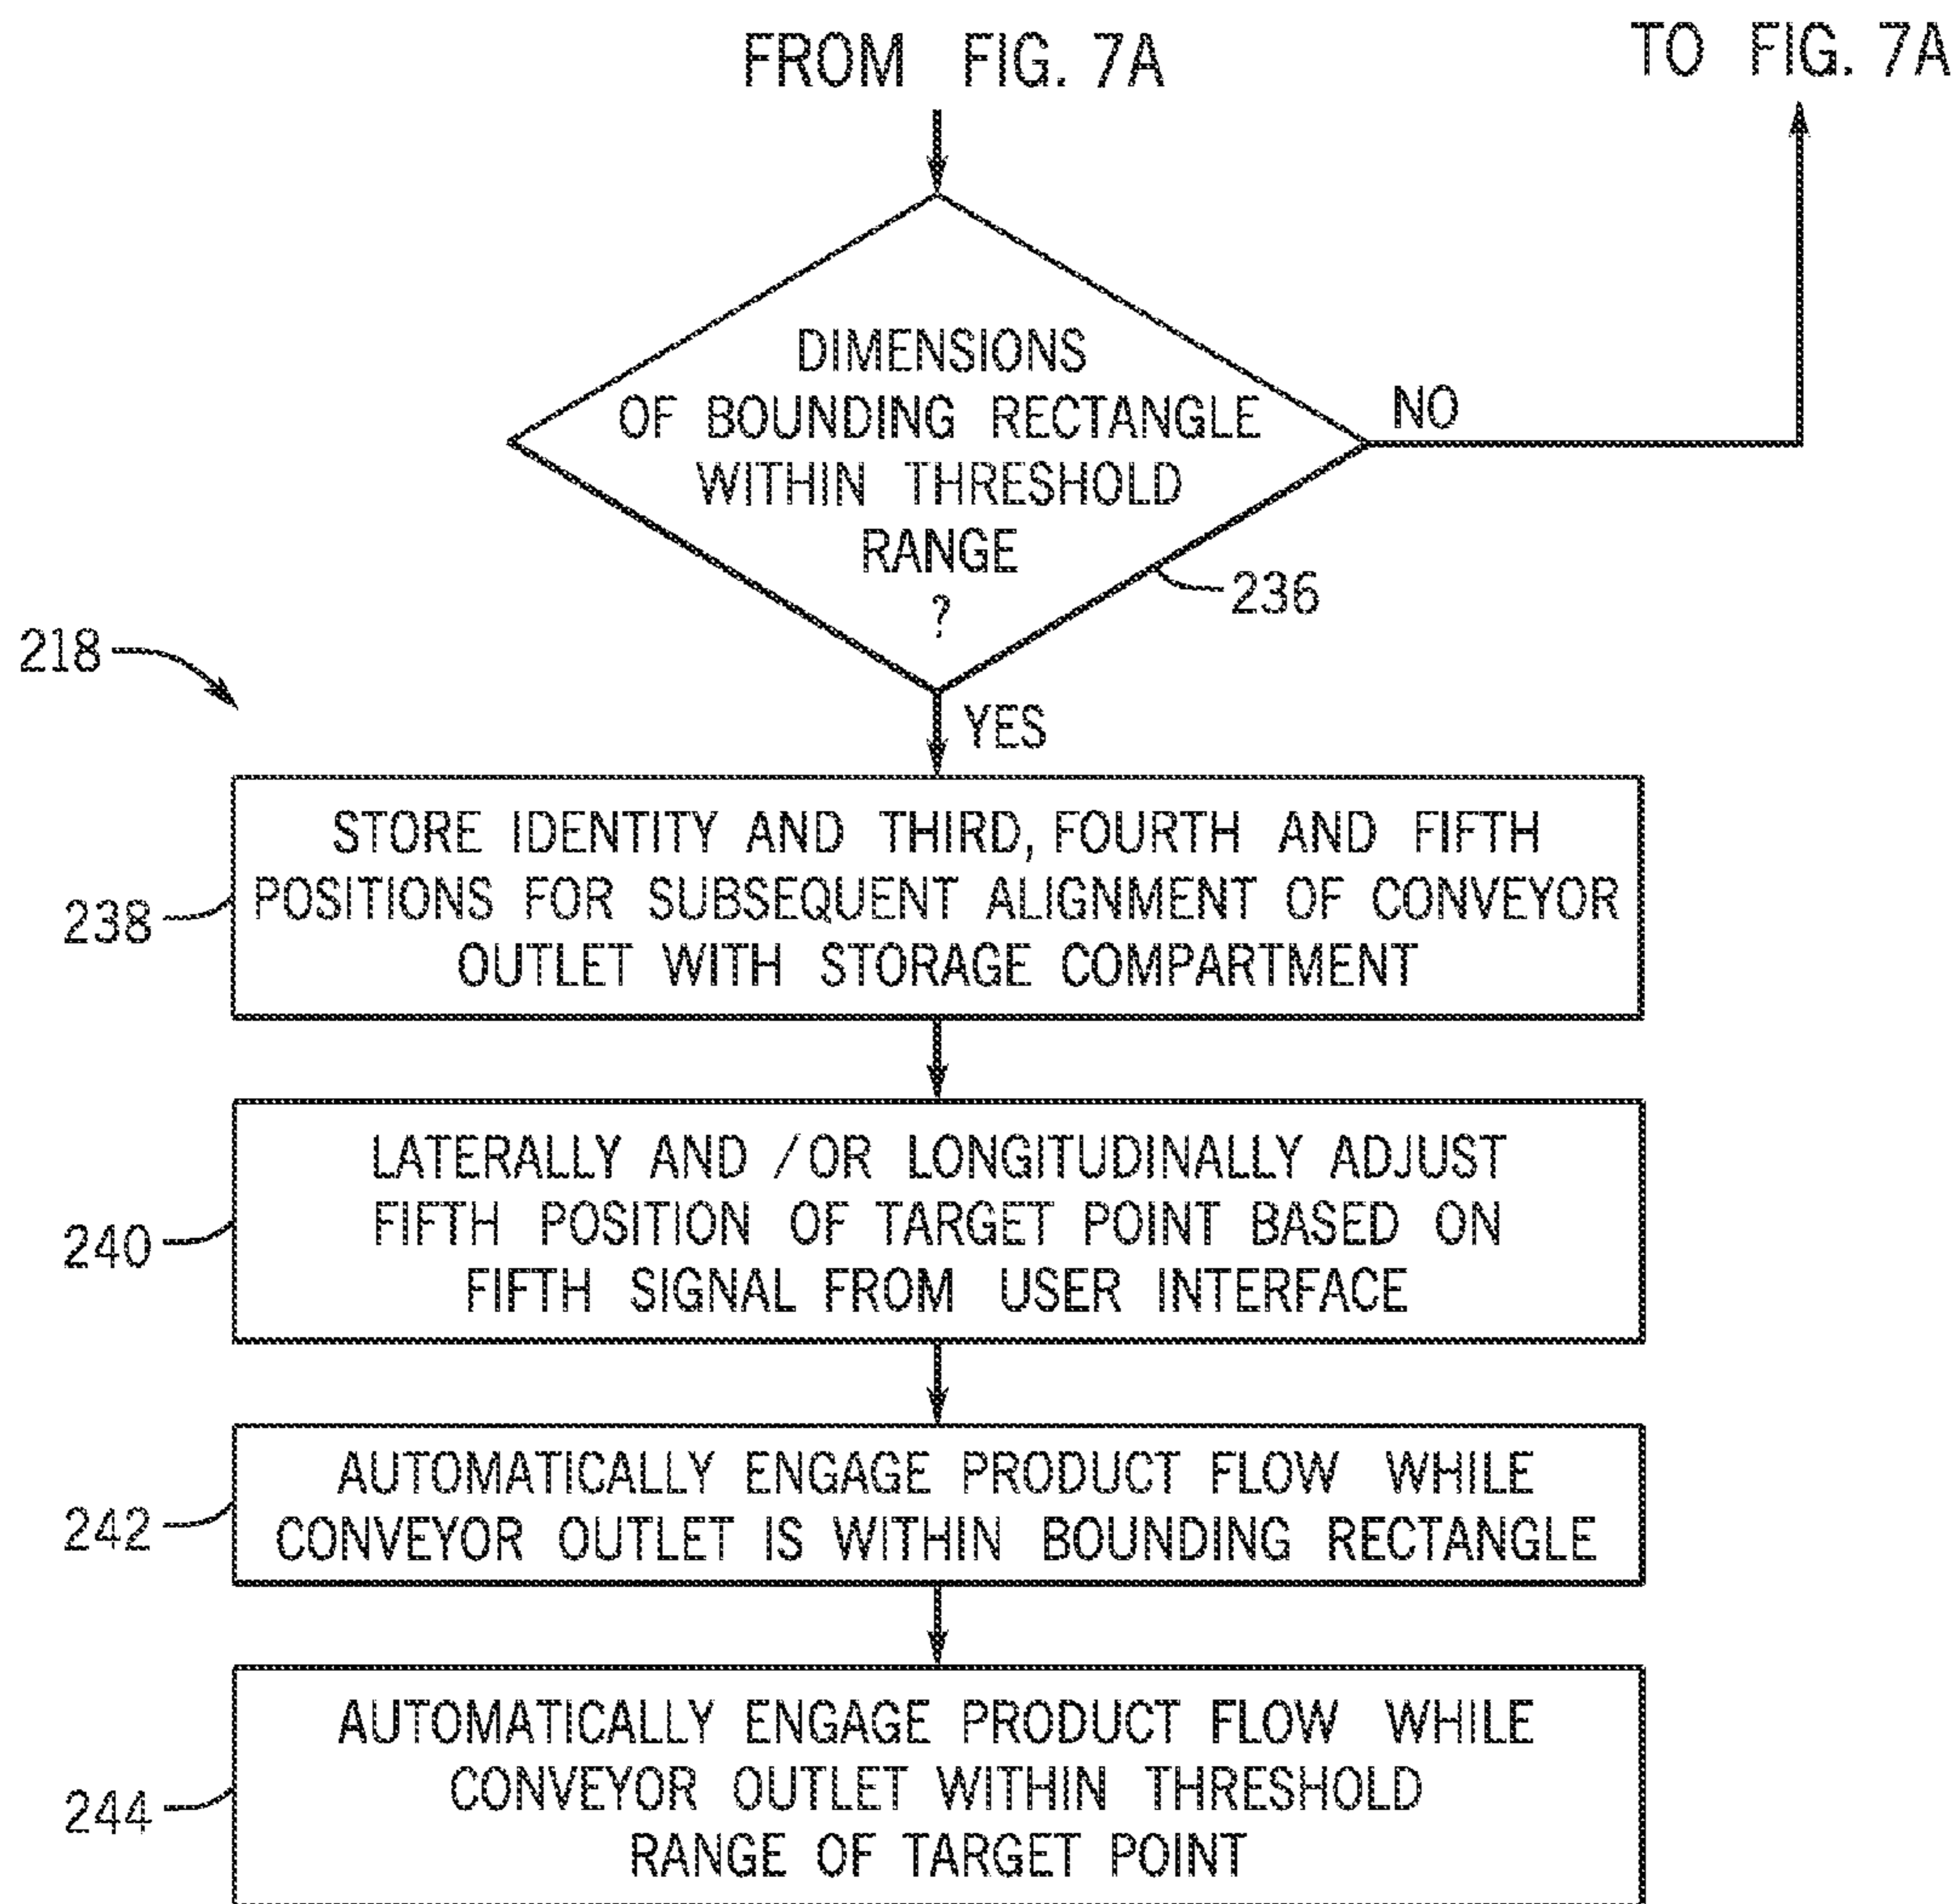 FROM FIG. 7A
TO FIG. 7A
DIMENSIONS
OF BOUNDING RECTANGLE
WITHIN THRESHOLD
RANGE
?
NO
236
218
YES
STORE IDENTITY AND THIRD, FOURTH AND FIFTH
POSITIONS FOR SUBSEQUENT ALIGNMENT OF CONVEYOR
OUTLET WITH STORAGE COMPARTMENT
238
LATERALLY AND /OR LONGITUDINALLY ADJUST
FIFTH POSITION OF TARGET POINT BASED ON
FIFTH SIGNAL FROM USER INTERFACE
240
AUTOMATICALLY ENGAGE PRODUCT FLOW WHILE
CONVEYOR OUTLET IS WITHIN BOUNDING RECTANGLE
242
AUTOMATICALLY ENGAGE PRODUCT FLOW WHILE
CONVEYOR OUTLET WITHIN THRESHOLD
RANGE OF TARGET POINT
244